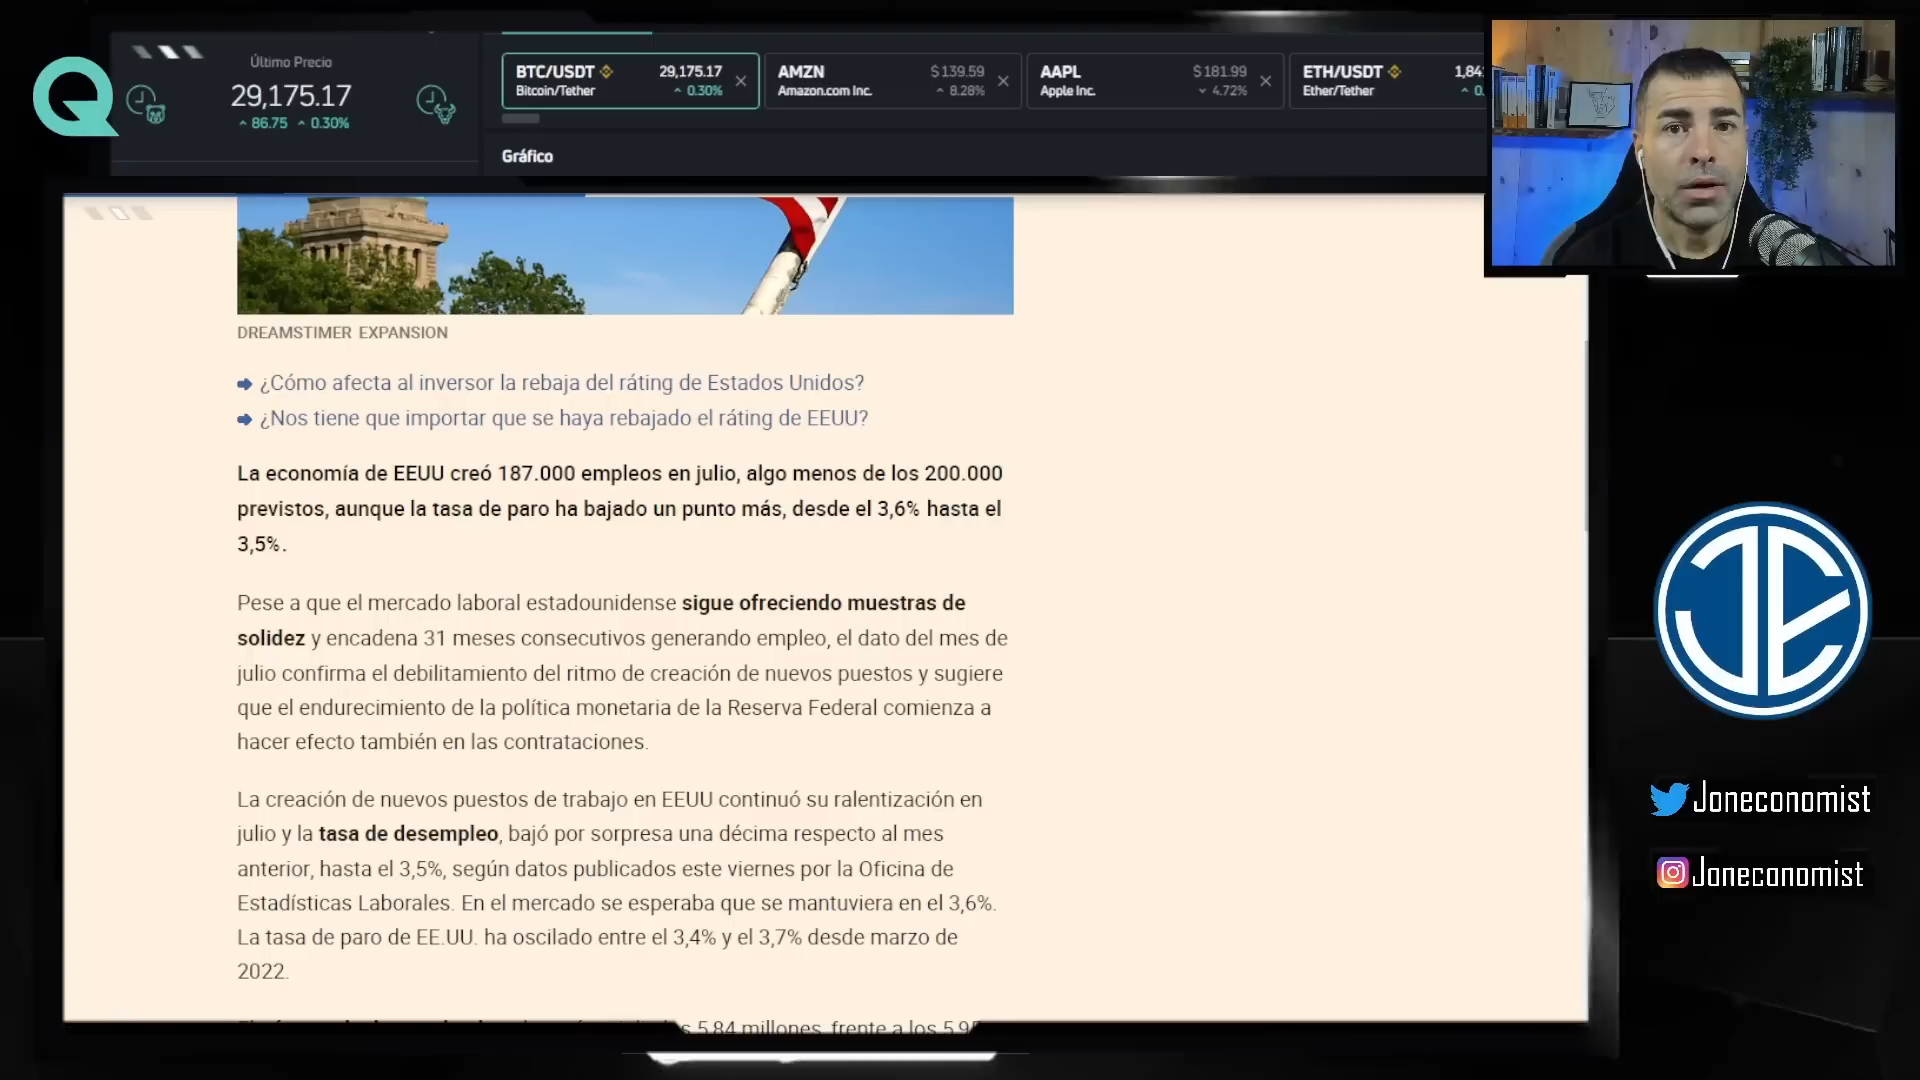 Último Precio
29,175.17
86.75 0.30%
BTC/USDT 29,175.17
Bitcoin/Tether 0.30%
AMZN $139.59
Amazon.com Inc. 8.28%
AAPL $181.99
Apple Inc. 4.72%
ETH/USDT 1,84
Ether/Tether 0.
Gráfico
DREAMSTIMER EXPANSION
¿Cómo afecta al inversor la rebaja del ráting de Estados Unidos?
¿Nos tiene que importar que se haya rebajado el ráting de EEUU?
La economía de EEUU creó 187.000 empleos en julio, algo menos de los 200.000
previstos, aunque la tasa de paro ha bajado un punto más, desde el 3,6% hasta el
3,5%.
Pese a que el mercado laboral estadounidense sigue ofreciendo muestras de
solidez y encadena 31 meses consecutivos generando empleo, el dato del mes de
julio confirma el debilitamiento del ritmo de creación de nuevos puestos y sugiere
que el endurecimiento de la política monetaria de la Reserva Federal comienza a
hacer efecto también en las contrataciones.
La creación de nuevos puestos de trabajo en EEUU continuó su ralentización en
julio y la tasa de desempleo, bajó por sorpresa una décima respecto al mes
anterior, hasta el 3,5%, según datos publicados este viernes por la Oficina de
Estadísticas Laborales. En el mercado se esperaba que se mantuviera en el 3,6%.
La tasa de paro de EE.UU. ha oscilado entre el 3,4% y el 3,7% desde marzo de
2022.
5,84 millones, frente a los
JE
Joneconomist
Joneconomist